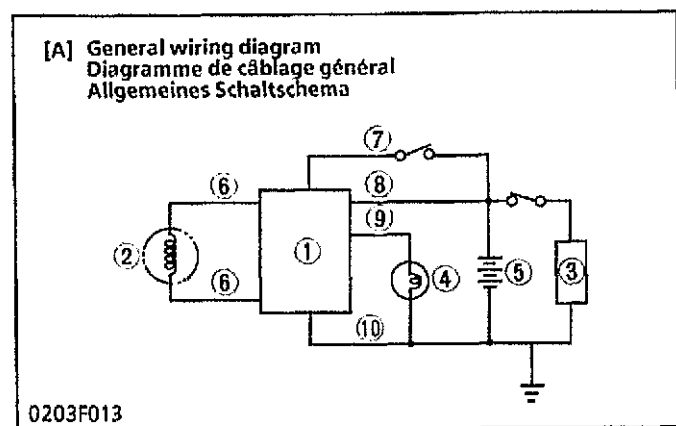 [A] General wiring diagram
Diagramme de câblage général
Allgemeines Schaltschema
⑦
⑥ ⑧
⑨
② ① ④ ⑤ ③
⑥
⑩
0203F013